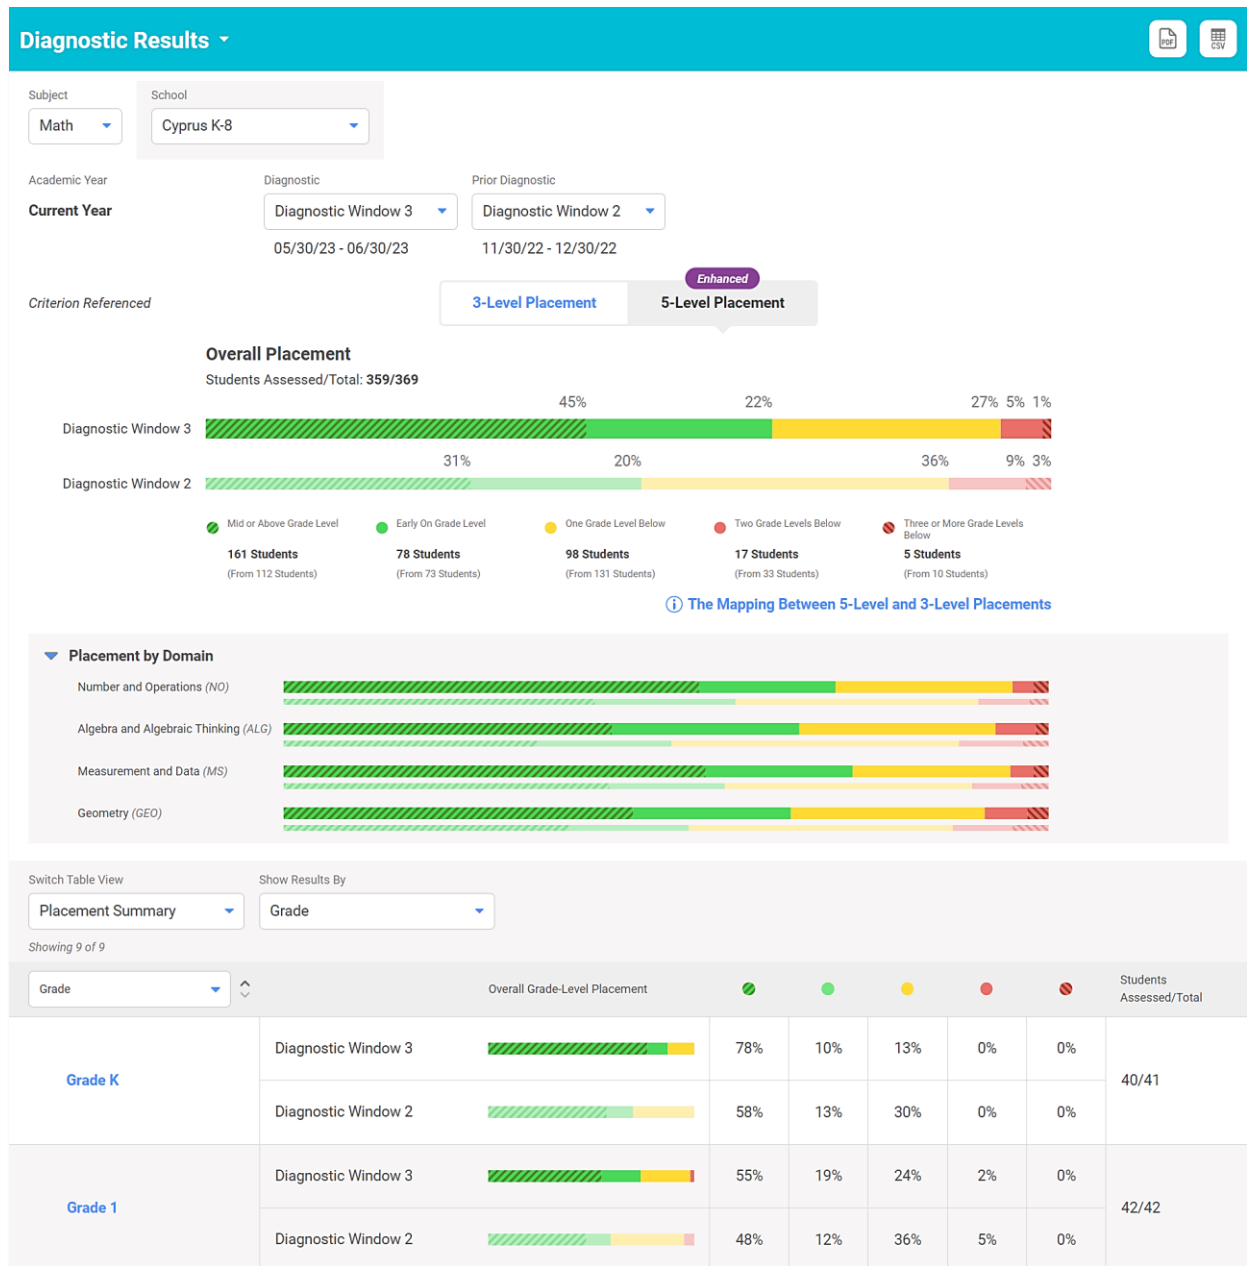 Diagnostic Results
PDF
CSV
Subject
School
Math
Cyprus K-8
Academic Year
Diagnostic
Prior Diagnostic
Current Year
Diagnostic Window 3
Diagnostic Window 2
05/30/23 - 06/30/23
11/30/22 - 12/30/22
Enhanced
Criterion Referenced
3-Level Placement
5-Level Placement
Overall Placement
Students Assessed/Total: 359/369
45% 22% 27% 5% 1%
Diagnostic Window 3
31% 20% 36% 9% 3%
Diagnostic Window 2
Mid or Above Grade Level
161 Students
(From 112 Students)
Early On Grade Level
78 Students
(From 73 Students)
One Grade Level Below
98 Students
(From 131 Students)
Two Grade Levels Below
17 Students
(From 33 Students)
Three or More Grade Levels
Below
5 Students
(From 10 Students)
The Mapping Between 5-Level and 3-Level Placements
Placement by Domain
Number and Operations (NO)
Algebra and Algebraic Thinking (ALG)
Measurement and Data (MS)
Geometry (GEO)
Switch Table View
Show Results By
Placement Summary
Grade
Showing 9 of 9
Grade
Overall Grade-Level Placement
Students
Assessed/Total
Grade K
Diagnostic Window 3 78% 10% 13% 0% 0%
Diagnostic Window 2 58% 13% 30% 0% 0%
40/41
Grade 1
Diagnostic Window 3 55% 19% 24% 2% 0%
Diagnostic Window 2 48% 12% 36% 5% 0%
42/42